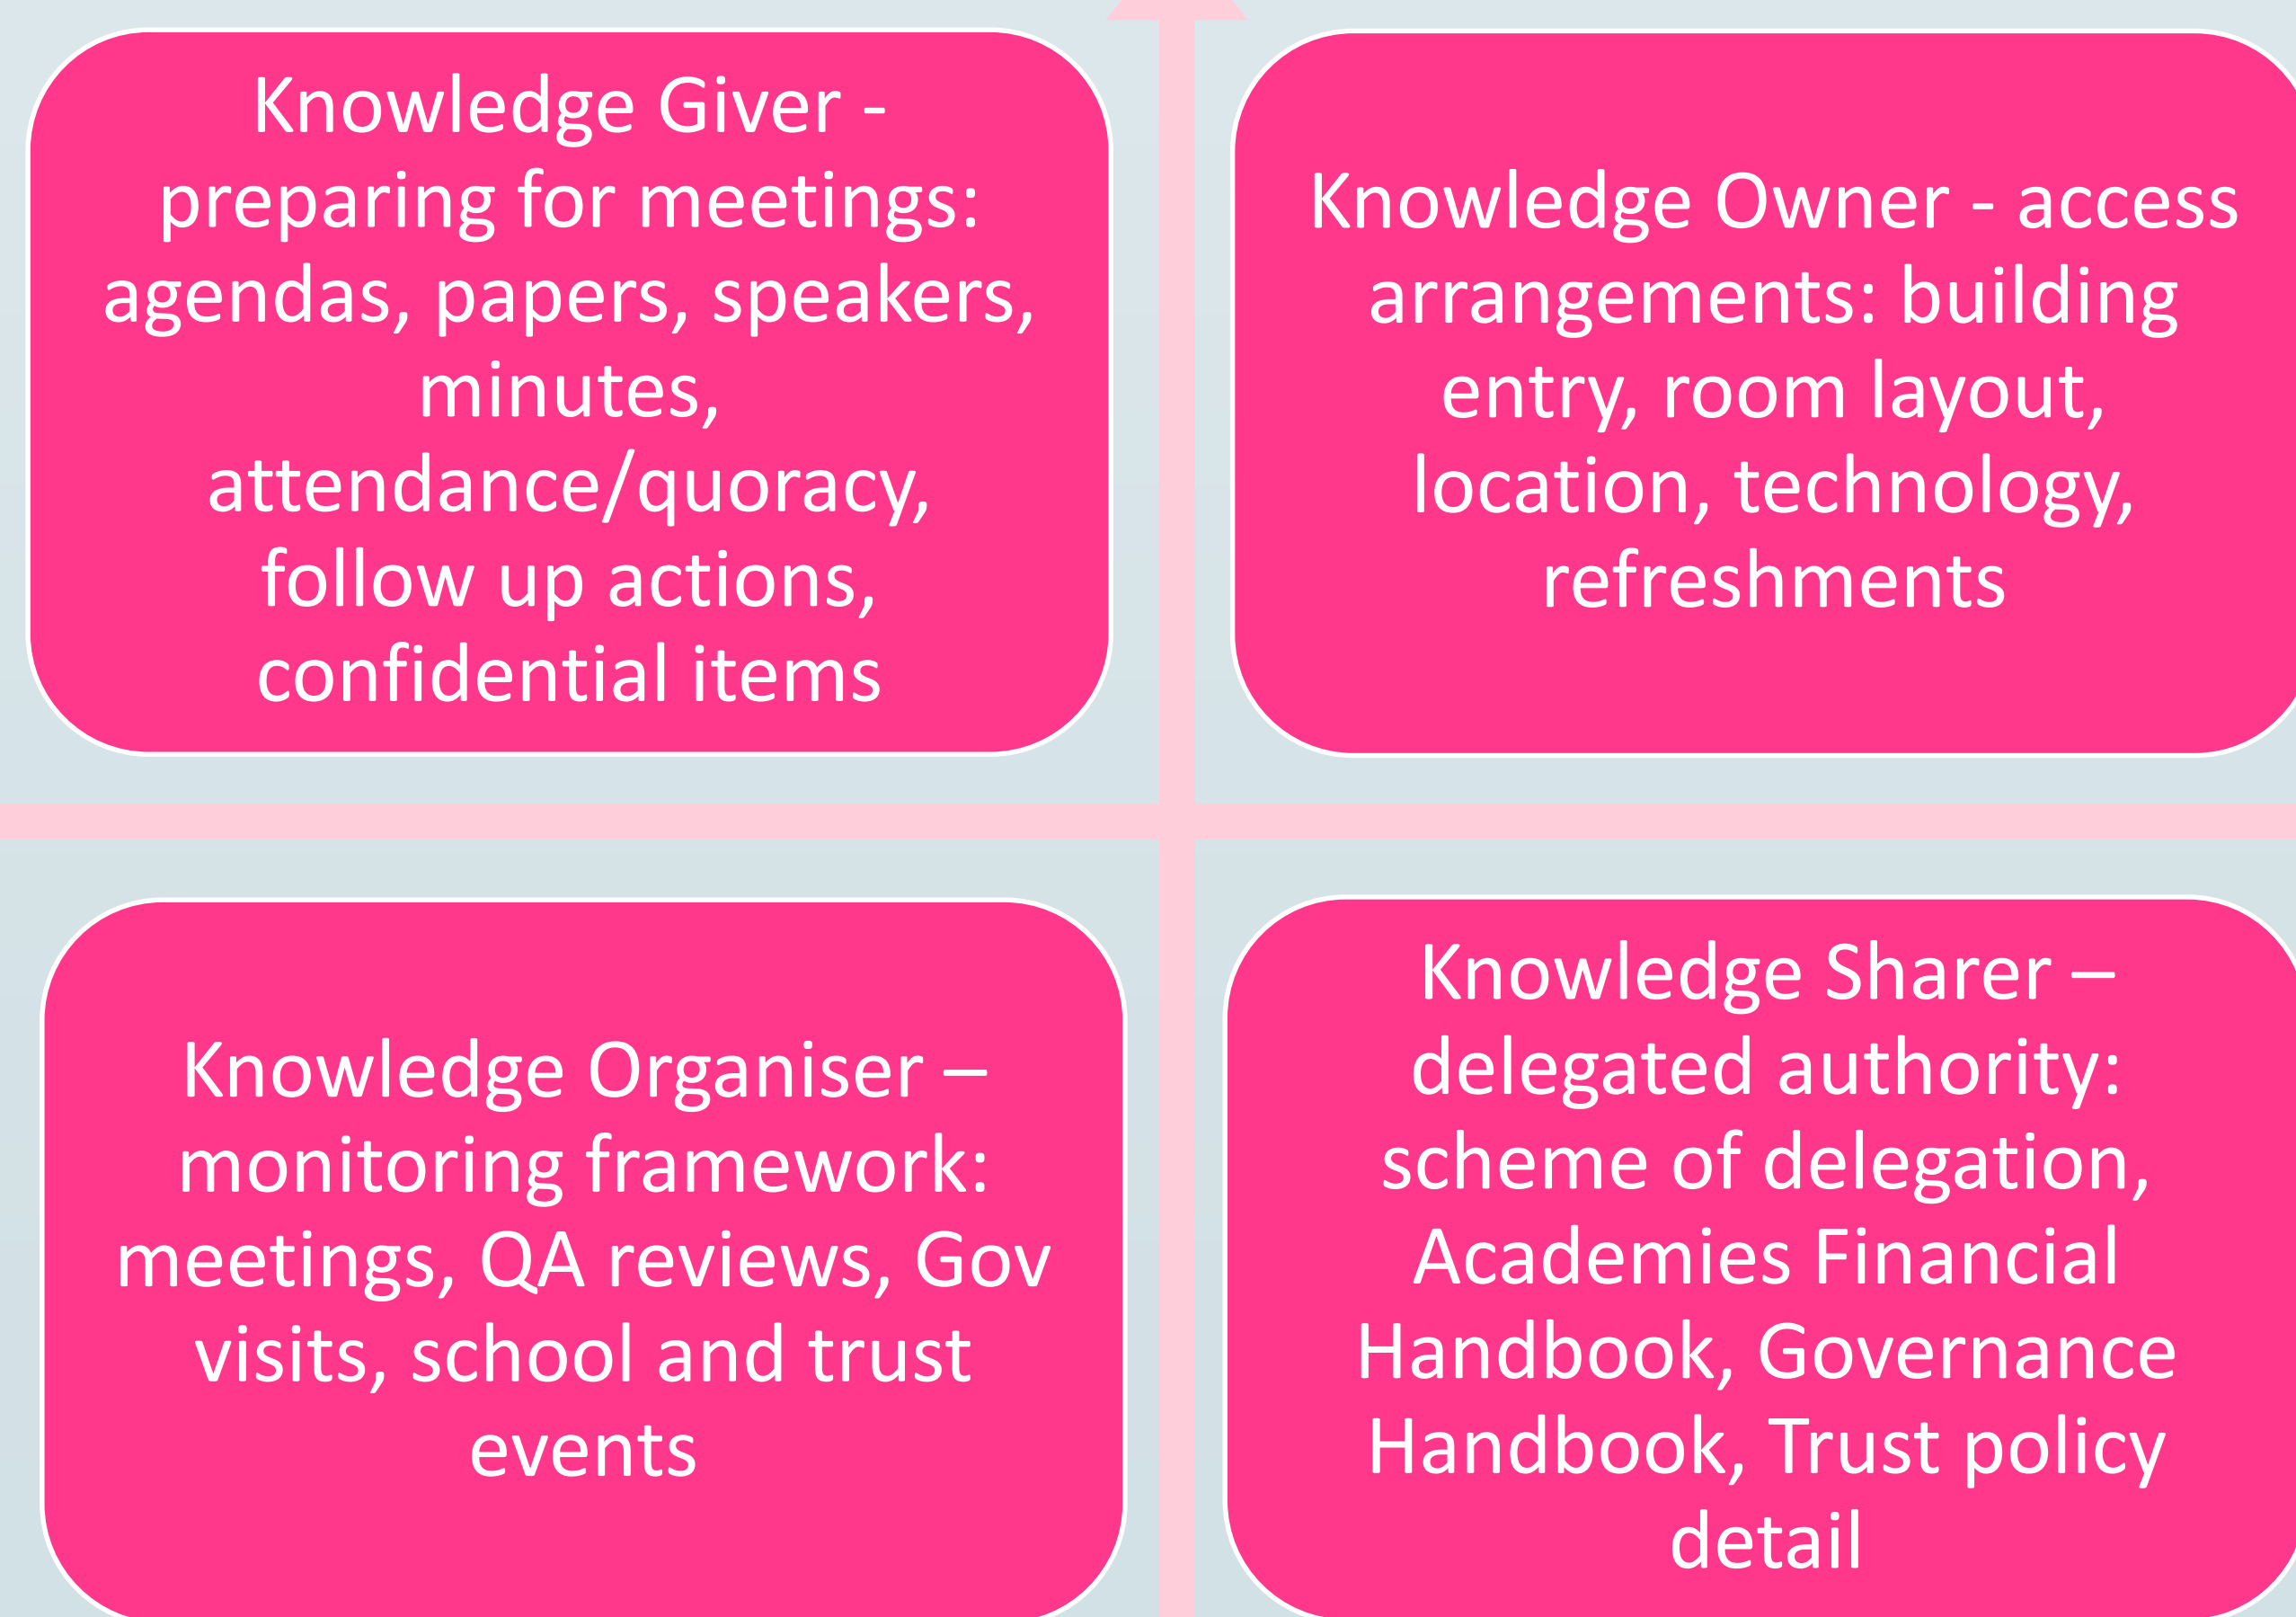 Knowledge Giver -
preparing for meetings:
agendas, papers, speakers,
minutes,
attendance/quoracy,
follow up actions,
confidential items
Knowledge Owner - access
arrangements: building
entry, room layout,
location, technology,
refreshments
Knowledge Organiser –
monitoring framework:
meetings, QA reviews, Gov
visits, school and trust
events
Knowledge Sharer –
delegated authority:
scheme of delegation,
Academies Financial
Handbook, Governance
Handbook, Trust policy
detail